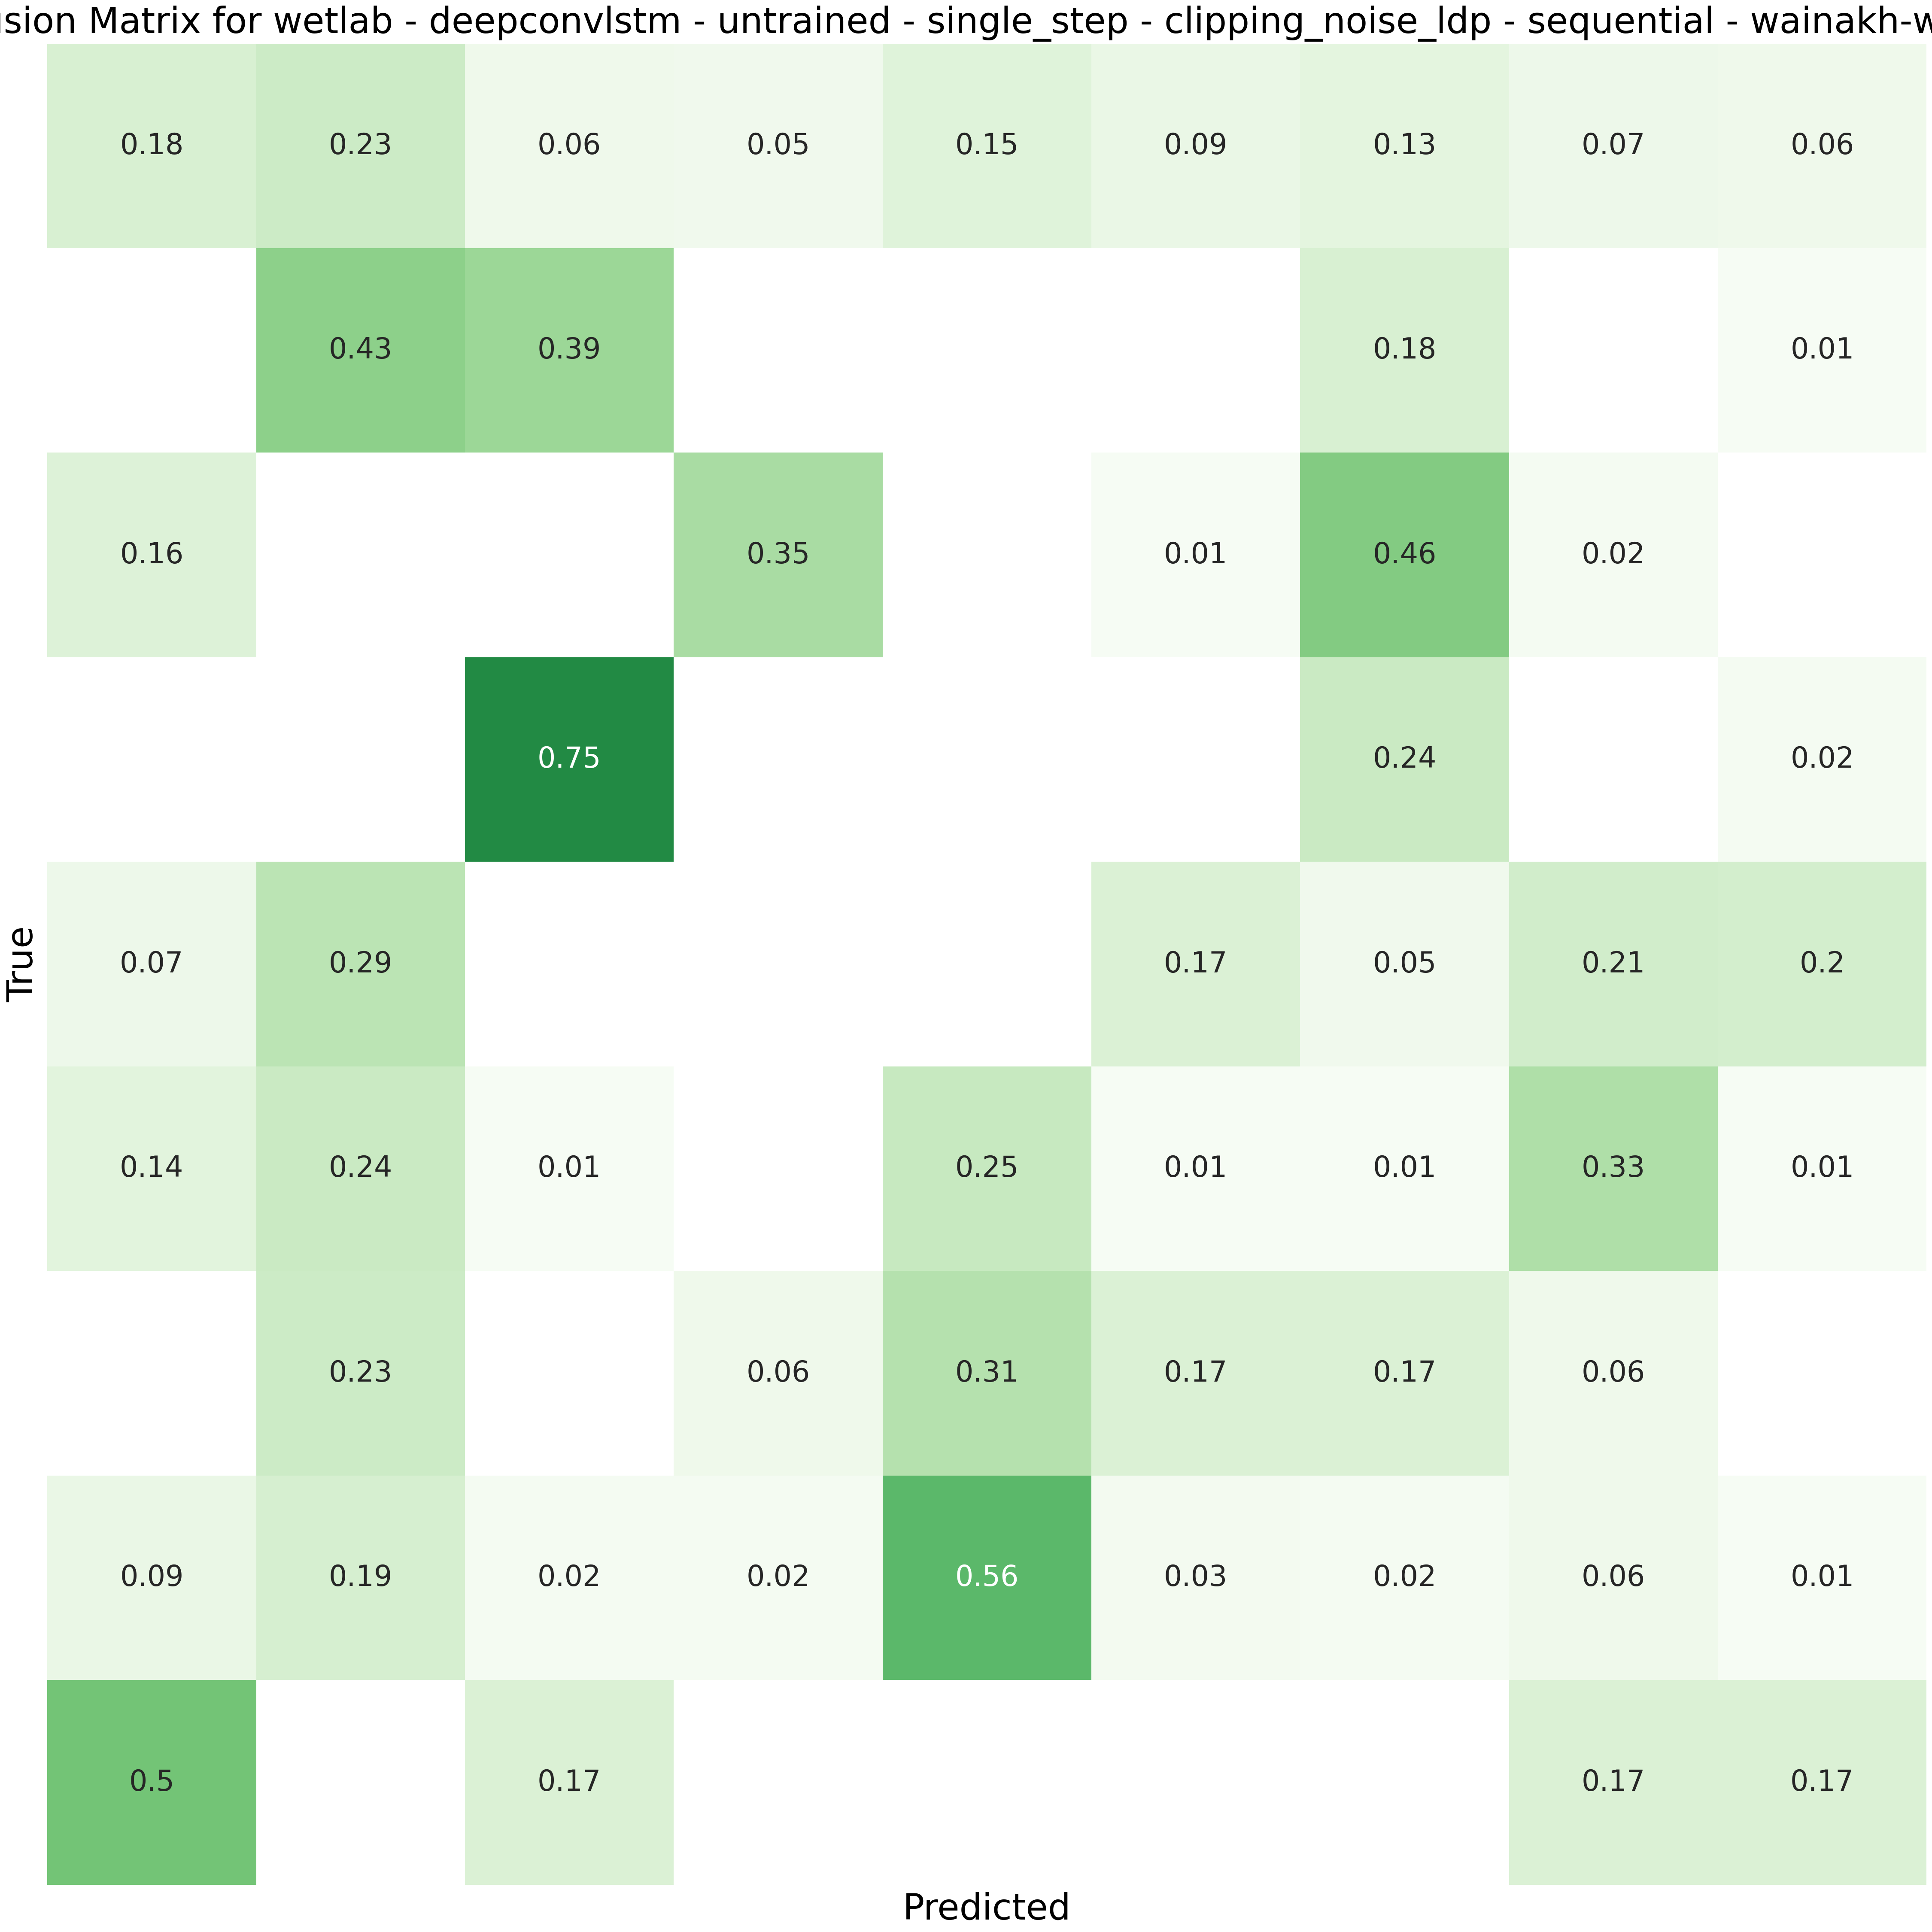 sion Matrix for wetlab - deepconvlstm - untrained - single_step - clipping_noise_ldp - sequential - wainakh-w
0.18 0.23 0.06 0.05 0.15 0.09 0.13 0.07 0.06
0.43 0.39 0.18 0.01
0.16 0.35 0.01 0.46 0.02
0.75 0.24 0.02
True
0.07 0.29 0.17 0.05 0.21 0.2
0.14 0.24 0.01 0.25 0.01 0.01 0.33 0.01
0.23 0.06 0.31 0.17 0.17 0.06
0.09 0.19 0.02 0.02 0.56 0.03 0.02 0.06 0.01
0.5 0.17 0.17 0.17
Predicted